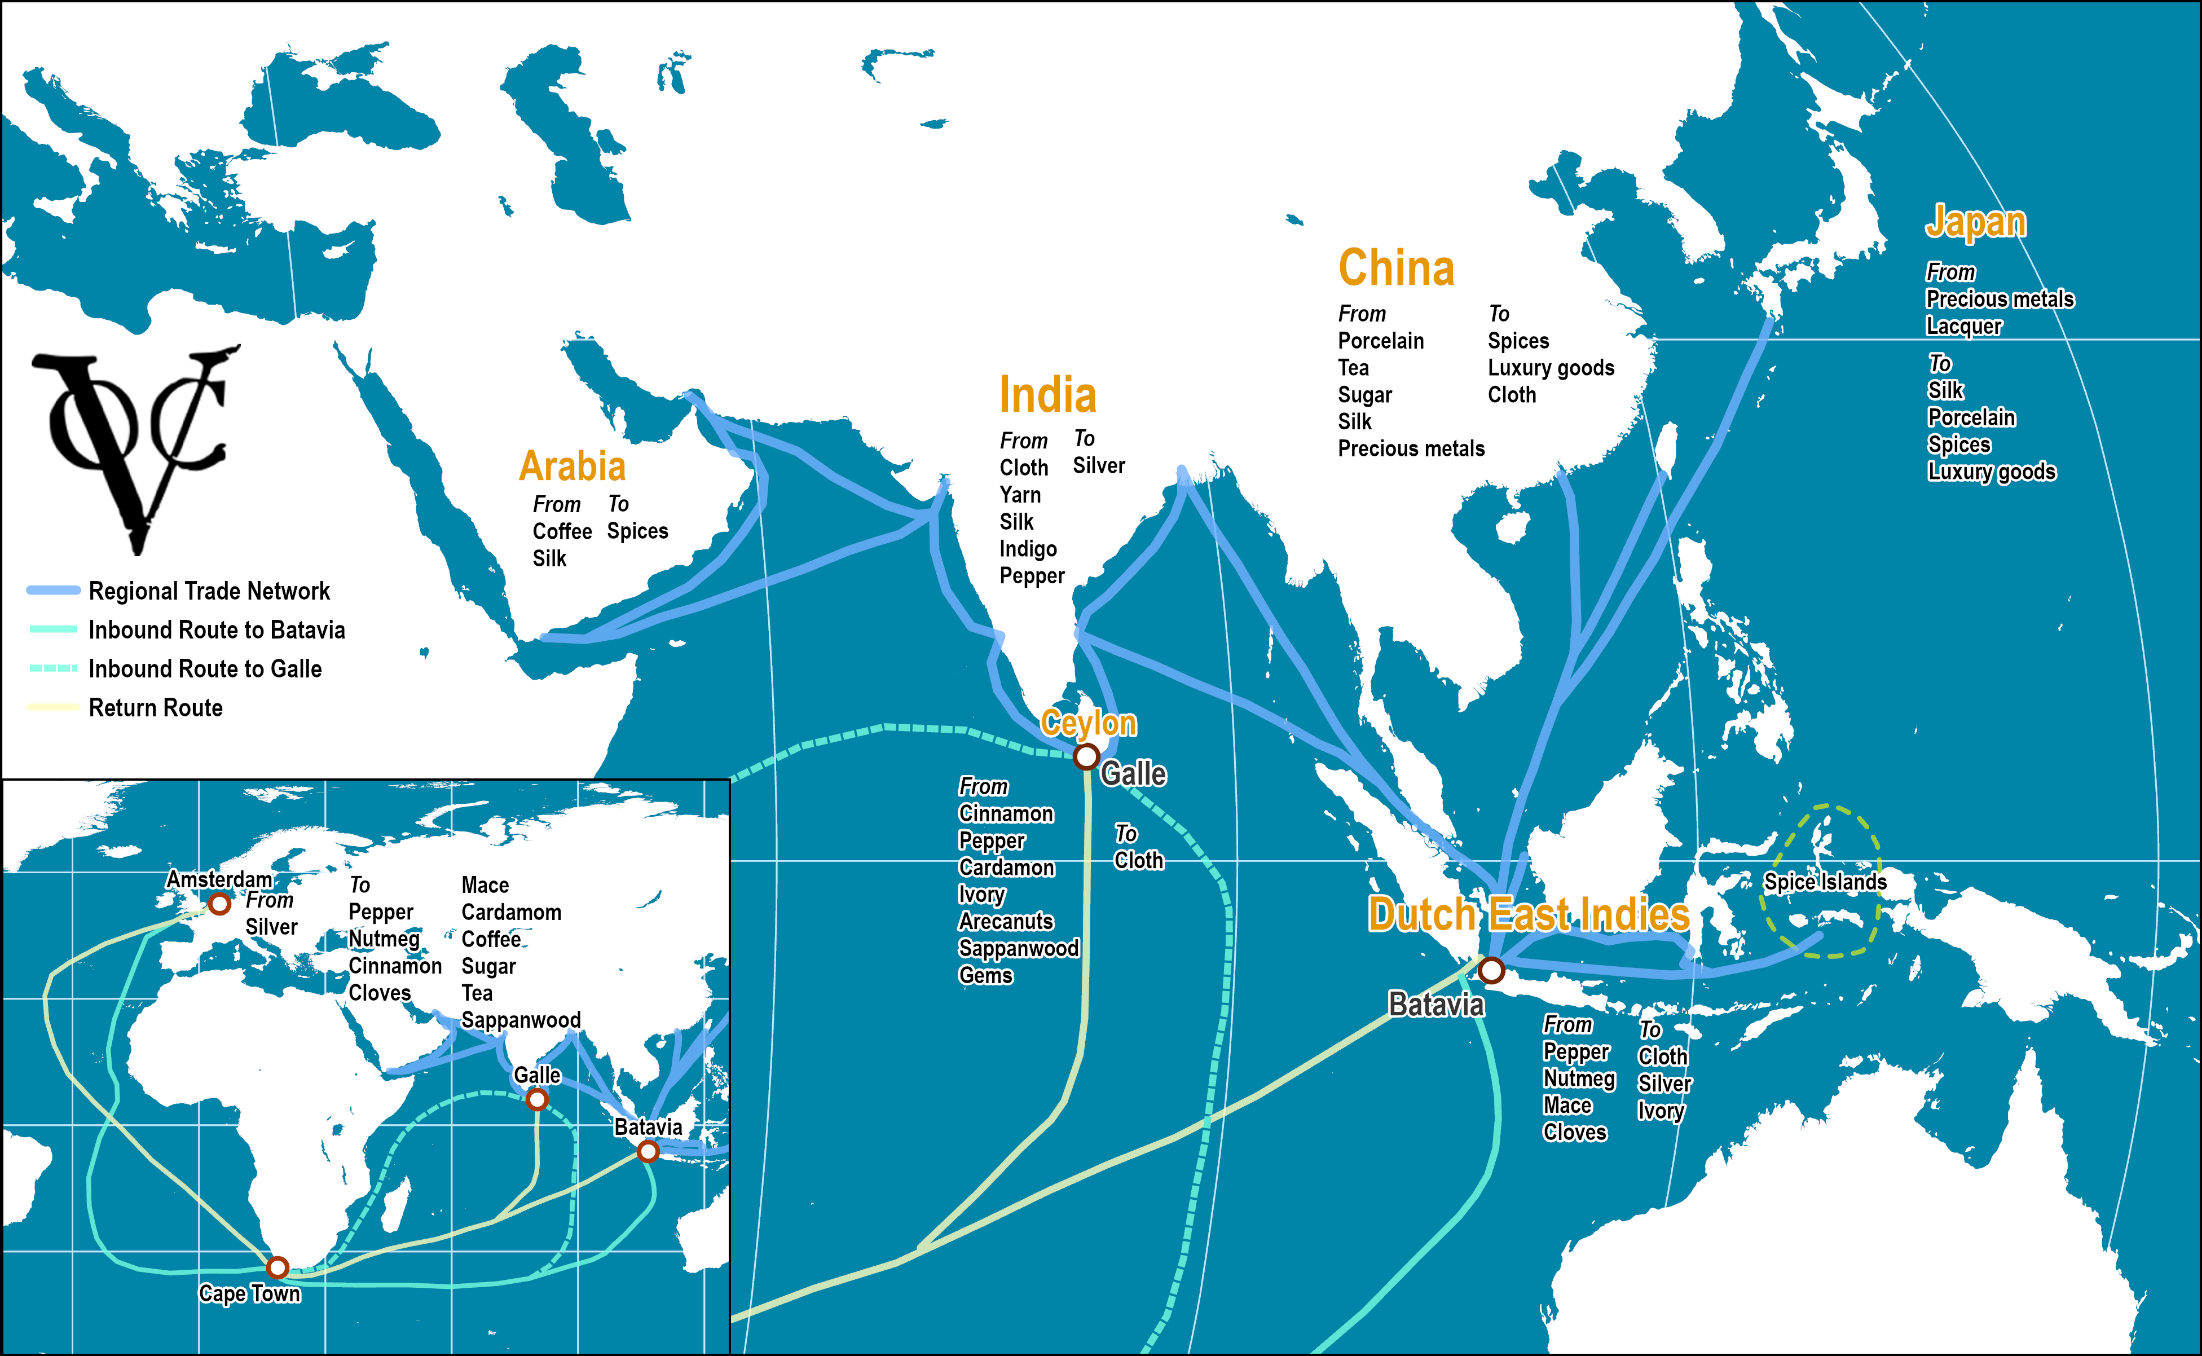 VOC
Regional Trade Network
Inbound Route to Batavia
Inbound Route to Galle
Return Route
Arabia
From
Coffee
Silk
To
Spices
India
From
Cloth
Yarn
Silk
Indigo
Pepper
To
Silver
China
From
Porcelain
Tea
Sugar
Silk
Precious metals
To
Spices
Luxury goods
Cloth
Japan
From
Precious metals
Lacquer
To
Silk
Porcelain
Spices
Luxury goods
Ceylon
Galle
From
Cinnamon
Pepper
Cardamon
Ivory
Arecanuts
Sappanwood
Gems
To
Cloth
Dutch East Indies
Spice Islands
Batavia
From
Pepper
Nutmeg
Mace
Cloves
To
Cloth
Silver
Ivory
Amsterdam
From
Silver
To
Pepper
Nutmeg
Cinnamon
Cloves
Mace
Cardamom
Coffee
Sugar
Tea
Sappanwood
Galle
Batavia
Cape Town